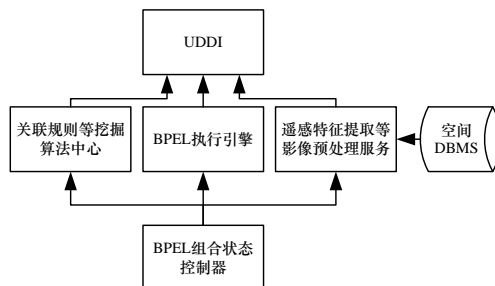 UDDI
关联规则等挖掘
算法中心
BPEL执行引擎
遥感特征提取等
影像预处理服务
空间
DBMS
BPEL组合状态
控制器